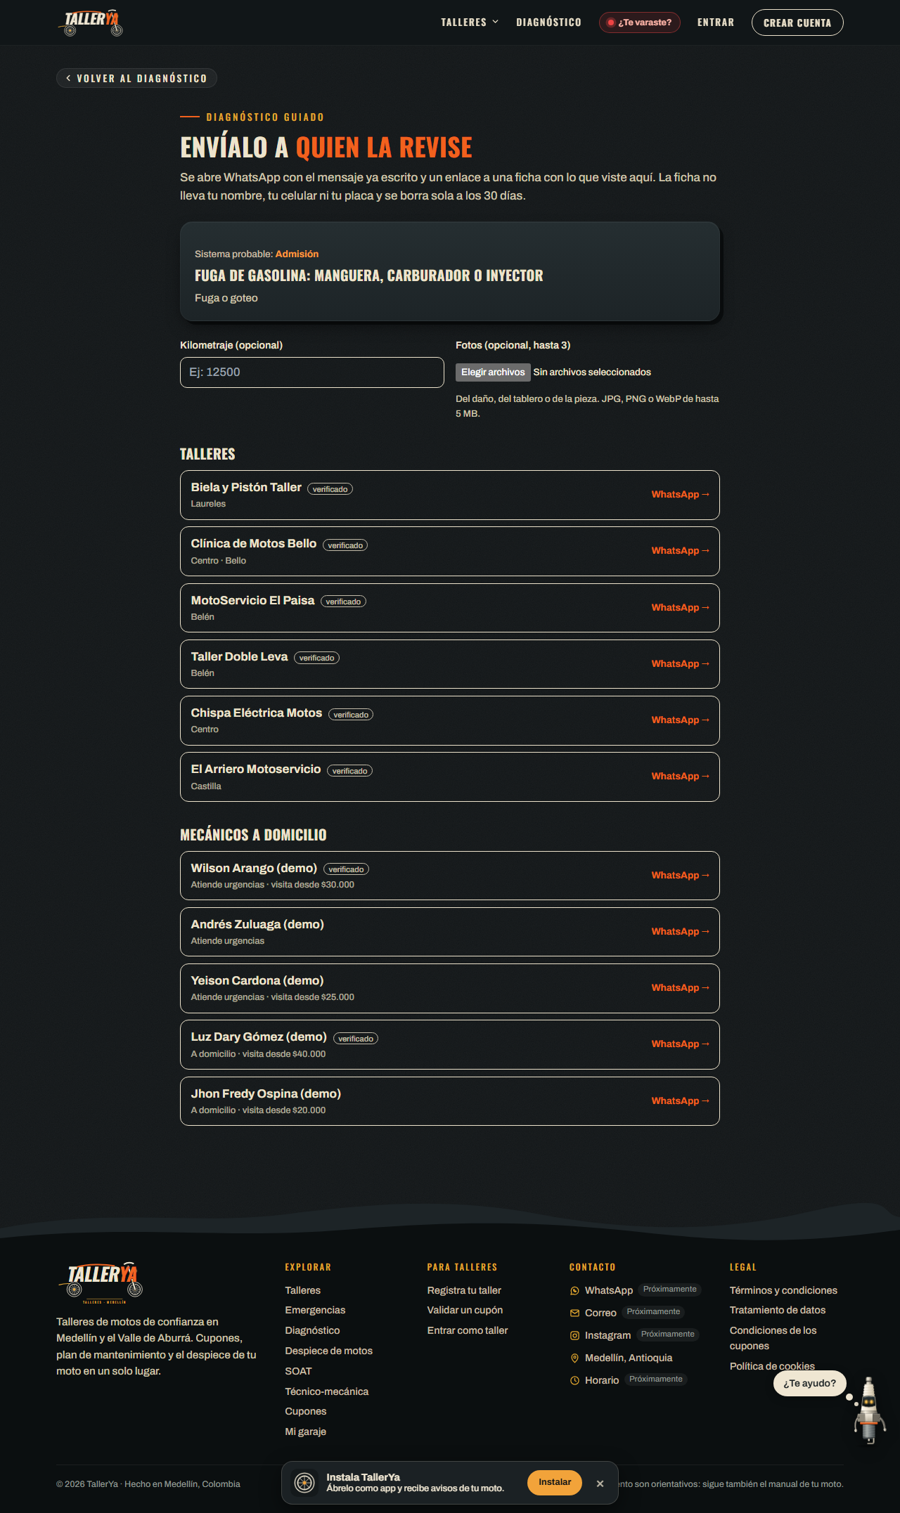 TALLERYA
TALLERES
DIAGNÓSTICO
¿Te varaste?
ENTRAR
CREAR CUENTA
VOLVER AL DIAGNÓSTICO
DIAGNÓSTICO GUIADO
ENVÍALO A QUIEN LA REVISE
Se abre WhatsApp con el mensaje ya escrito y un enlace a una ficha con lo que viste aquí. La ficha no
lleva tu nombre, tu celular ni tu placa y se borra sola a los 30 días.
Sistema probable: Admisión
FUGA DE GASOLINA: MANGUERA, CARBURADOR O INYECTOR
Fuga o goteo
Kilometraje (opcional)
Ej: 12500
Fotos (opcional, hasta 3)
Elegir archivos Sin archivos seleccionados
Del daño, del tablero o de la pieza. JPG, PNG o WebP de hasta
5 MB.
TALLERES
Biela y Pistón Taller verificado
Laureles
WhatsApp →
Clínica de Motos Bello verificado
Centro · Bello
WhatsApp →
MotoServicio El Paisa verificado
Belén
WhatsApp →
Taller Doble Leva verificado
Belén
WhatsApp →
Chispa Eléctrica Motos verificado
Centro
WhatsApp →
El Arriero Motoservicio verificado
Castilla
WhatsApp →
MECÁNICOS A DOMICILIO
Wilson Arango (demo) verificado
Atiende urgencias · visita desde $30.000
WhatsApp →
Andrés Zuluaga (demo)
Atiende urgencias
WhatsApp →
Yeison Cardona (demo)
Atiende urgencias · visita desde $25.000
WhatsApp →
Luz Dary Gómez (demo) verificado
A domicilio · visita desde $40.000
WhatsApp →
Jhon Fredy Ospina (demo)
A domicilio · visita desde $20.000
WhatsApp →
TALLERYA
TALLERES · MEDELLÍN
Talleres de motos de confianza en
Medellín y el Valle de Aburrá. Cupones,
plan de mantenimiento y el despiece de tu
moto en un solo lugar.
EXPLORAR
Talleres
Emergencias
Diagnóstico
Despiece de motos
SOAT
Técnico-mecánica
Cupones
Mi garaje
PARA TALLERES
Registra tu taller
Validar un cupón
Entrar como taller
CONTACTO
WhatsApp Próximamente
Correo Próximamente
Instagram Próximamente
Medellín, Antioquia
Horario Próximamente
LEGAL
Términos y condiciones
Tratamiento de datos
Condiciones de los
cupones
Política de cookies
¿Te ayudo?
© 2026 TallerYa · Hecho en Medellín, Colombia
Instala TallerYa
Ábrelo como app y recibe avisos de tu moto.
Instalar
son orientativos: sigue también el manual de tu moto.